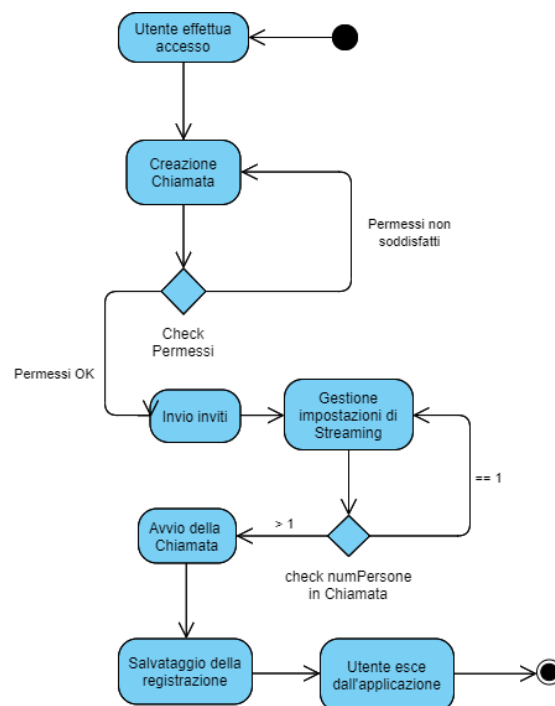 Utente effettua
accesso
Creazione
Chiamata
Permessi non
soddisfatti
Check
Permessi
Permessi OK
Invio inviti
Gestione
impostazioni di
Streaming
== 1
> 1
Avvio della
Chiamata
check numPersone
in Chiamata
Salvataggio della
registrazione
Utente esce
dall'applicazione